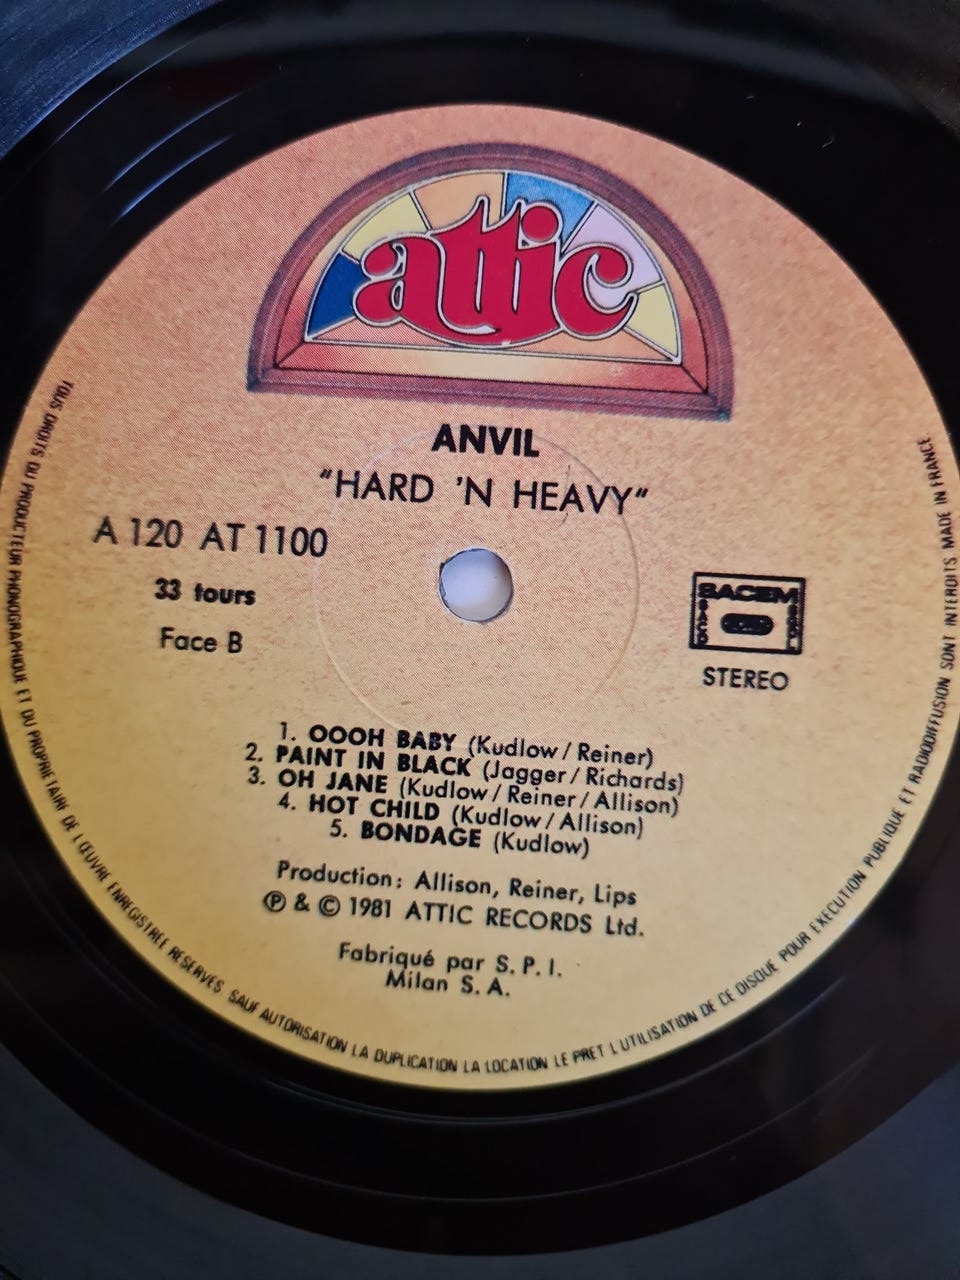 attic
ANVIL
"HARD 'N HEAVY"
A 120 AT 1100
33 tours
Face B
SACEM
STEREO
1. OOOH BABY (Kudlow / Reiner)
2. PAINT IN BLACK (Jagger / Richards)
3. OH JANE (Kudlow / Reiner / Allison)
4. HOT CHILD (Kudlow / Allison)
5. BONDAGE (Kudlow)
Production: Allison, Reiner, Lips
℗ & © 1981 ATTIC RECORDS Ltd.
Fabriqué par S. P. I.
Milan S. A.
TOUS DROITS DU PRODUCTEUR PHONOGRAPHIQUE ET DU PROPRIETAIRE DE L'ŒUVRE ENREGISTREE RESERVES SAUF AUTORISATION LA DUPLICATION LA LOCATION LE PRET L UTILISATION DE CE DISQUE POUR EXECUTION PUBLIQUE ET RADIODIFFUSION SONT INTERDITS MADE IN FRANCE